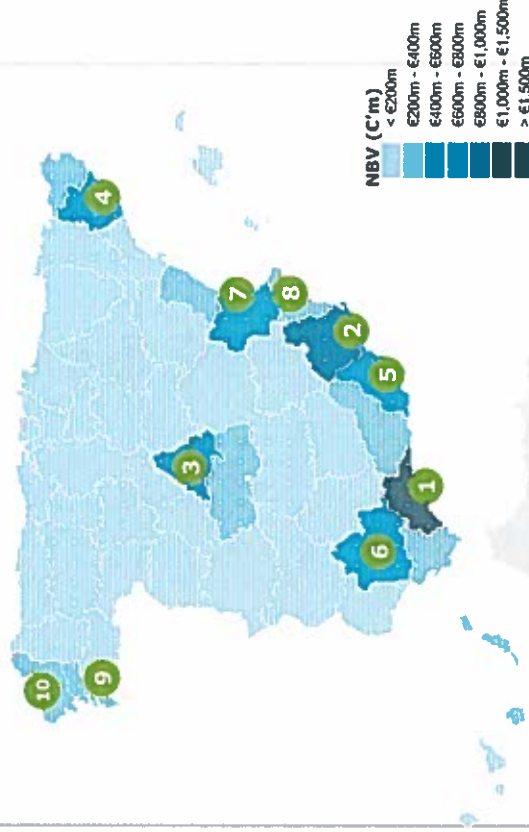 10
9
4
3
7
8
2
5
6
1
NBV (C'm)
< €200m
€200m - €400m
€400m - €600m
€600m - €800m
€800m - €1,000m
€1,000m - €1,500m
> €1,500m